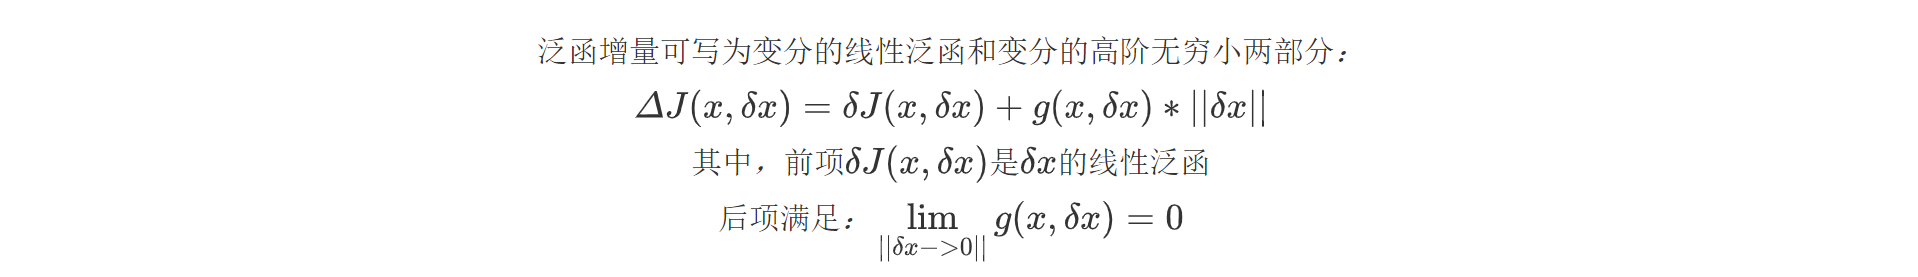 泛函增量可写为变分的线性泛函和变分的高阶无穷小两部分：
ΔJ(x, δx) = δJ(x, δx) + g(x, δx) * ||δx||
其中，前项δJ(x, δx)是δx的线性泛函
后项满足： lim_{||δx−>0||} g(x, δx) = 0